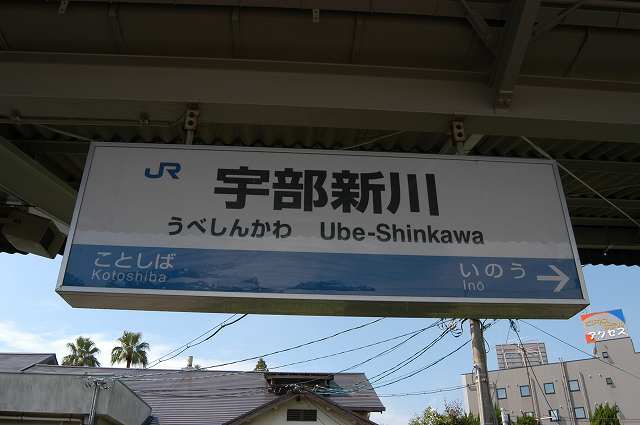 JR 宇部新川
うべしんかわ Ube-Shinkawa
ことしば
Kotoshiba
いのう
Inō
アクセス